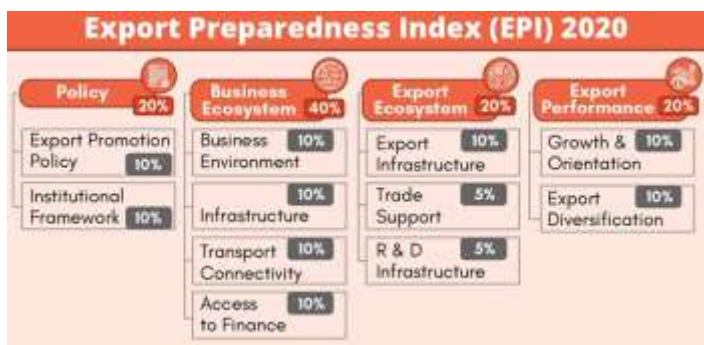 Export Preparedness Index (EPI) 2020
Policy
20%
Export Promotion
Policy 10%
Institutional
Framework 10%
Business
Ecosystem 40%
Business 10%
Environment
10%
Infrastructure
Transport 10%
Connectivity
Access 10%
to Finance
Export
Ecosystem 20%
Export 10%
Infrastructure
Trade 5%
Support
R & D 5%
Infrastructure
Export
Performance 20%
Growth & 10%
Orientation
Export 10%
Diversification